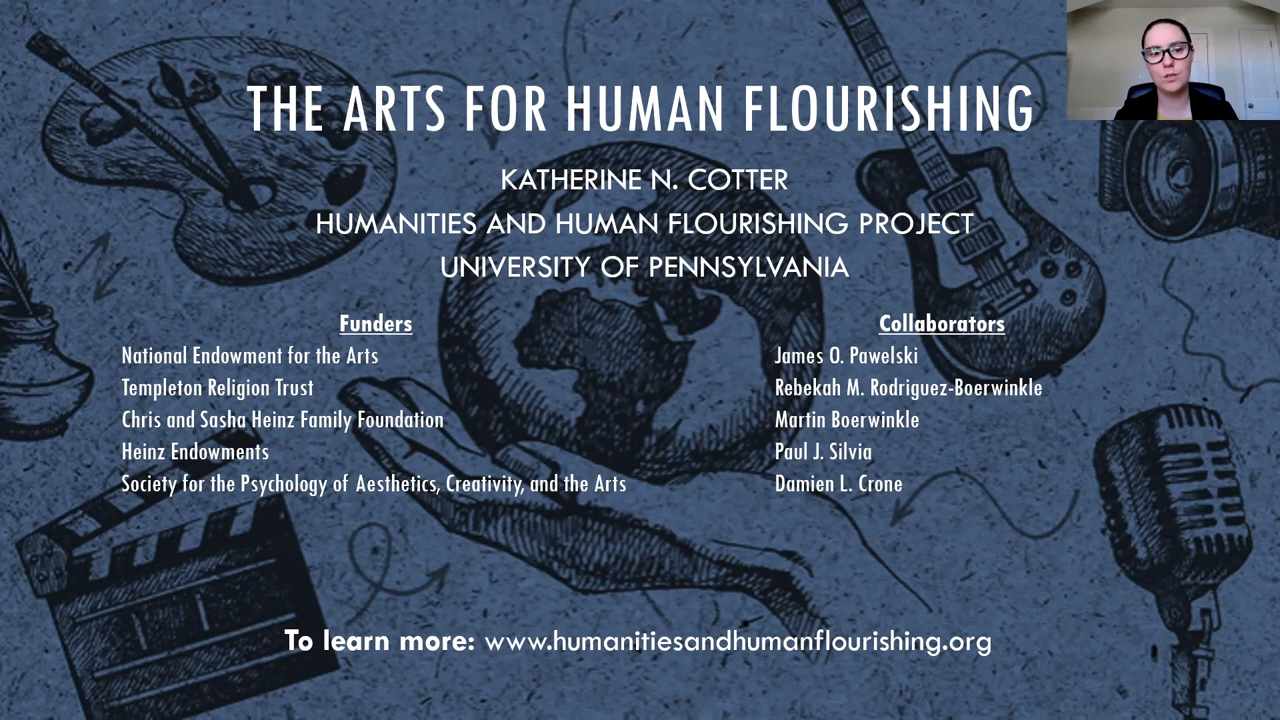 THE ARTS FOR HUMAN FLOURISHING
KATHERINE N. COTTER
HUMANITIES AND HUMAN FLOURISHING PROJECT
UNIVERSITY OF PENNSYLVANIA
Funders
National Endowment for the Arts
Templeton Religion Trust
Chris and Sasha Heinz Family Foundation
Heinz Endowments
Society for the Psychology of Aesthetics, Creativity, and the Arts
Collaborators
James O. Pawelski
Rebekah M. Rodriguez-Boerwinkle
Martin Boerwinkle
Paul J. Silvia
Damien L. Crone
To learn more: www.humanitiesandhumanflourishing.org